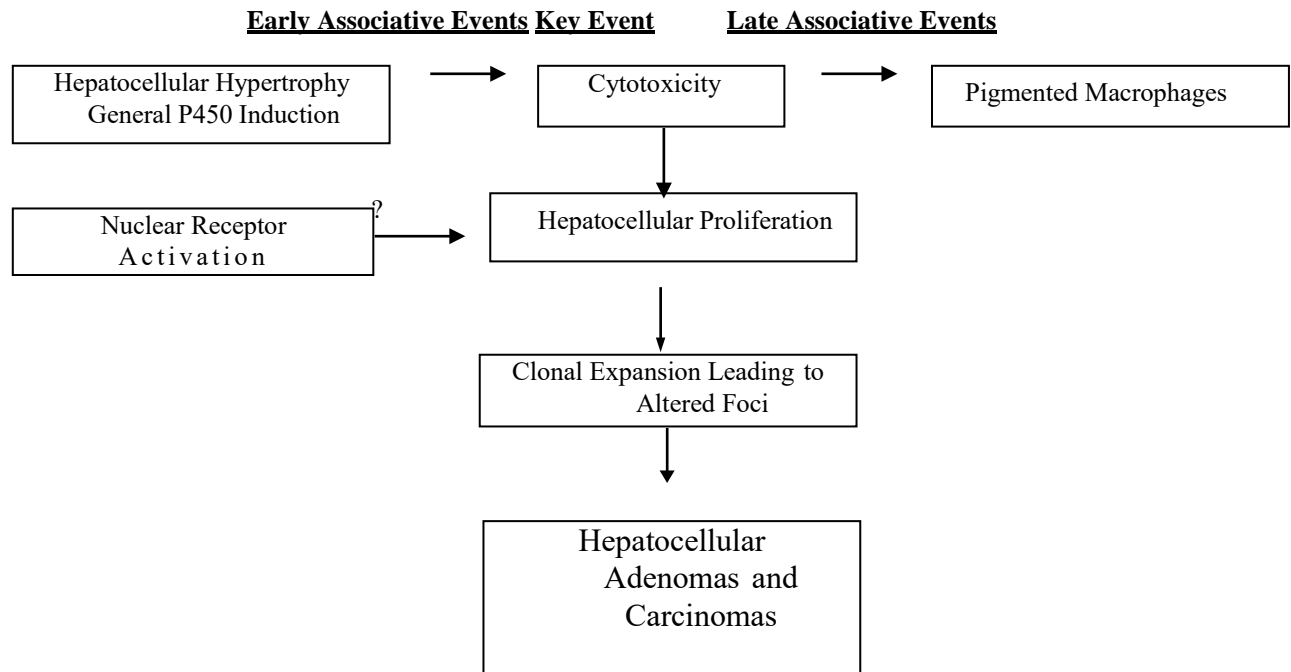 Early Associative Events Key Event Late Associative Events
Hepatocellular Hypertrophy
General P450 Induction
Cytotoxicity
Pigmented Macrophages
Nuclear Receptor
Activation
?
Hepatocellular Proliferation
Clonal Expansion Leading to
Altered Foci
Hepatocellular
Adenomas and
Carcinomas